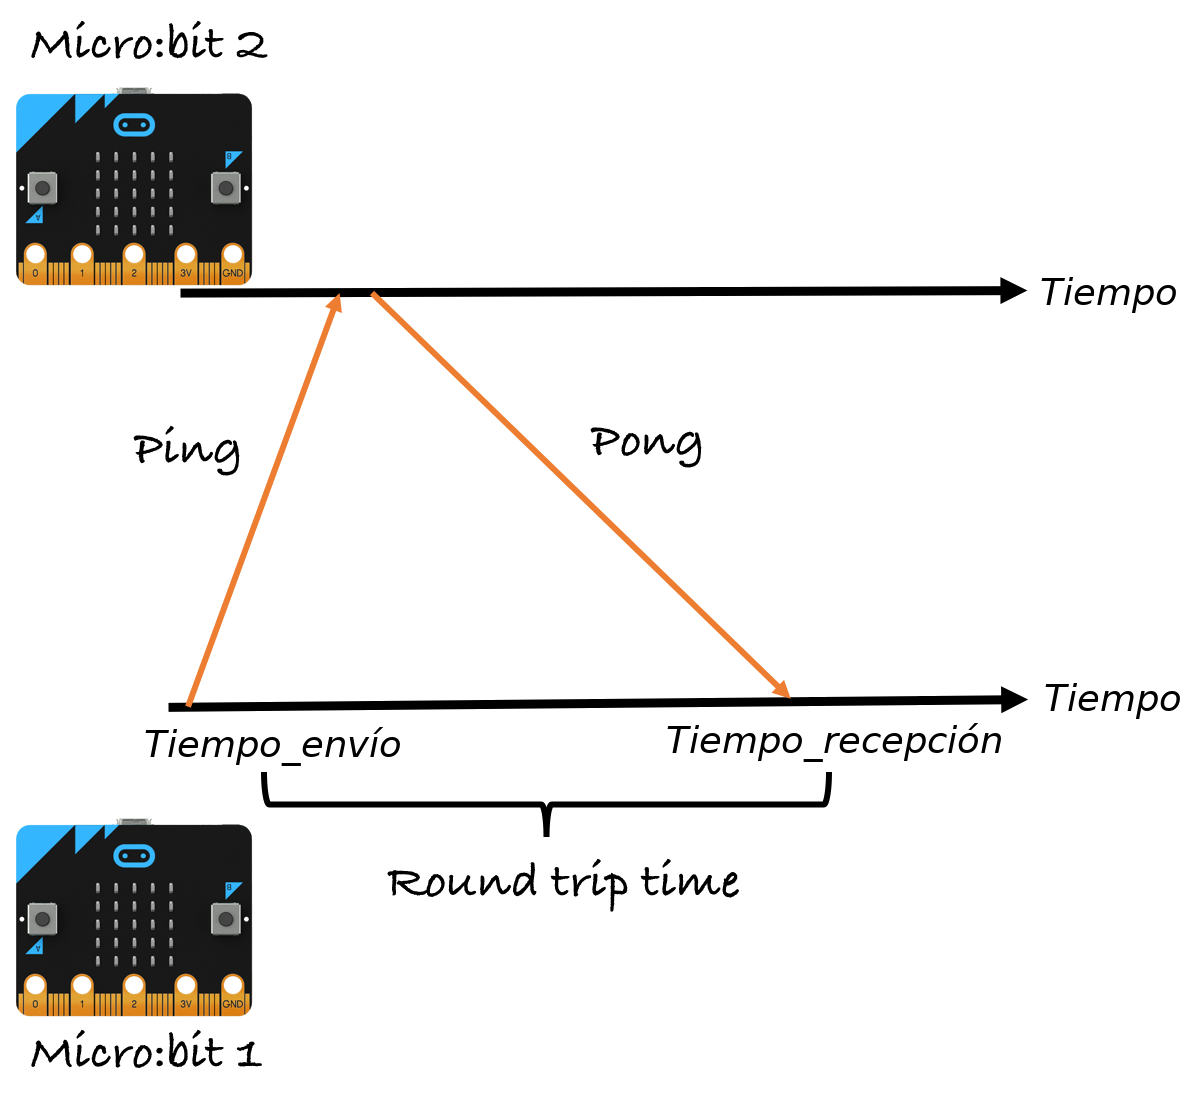 Micro:bit 2
B
A
0 1 2 3V GND
Tiempo
Ping
Pong
Tiempo
Tiempo_envío
Tiempo_recepción
Round trip time
B
A
0 1 2 3V GND
Micro:bit 1